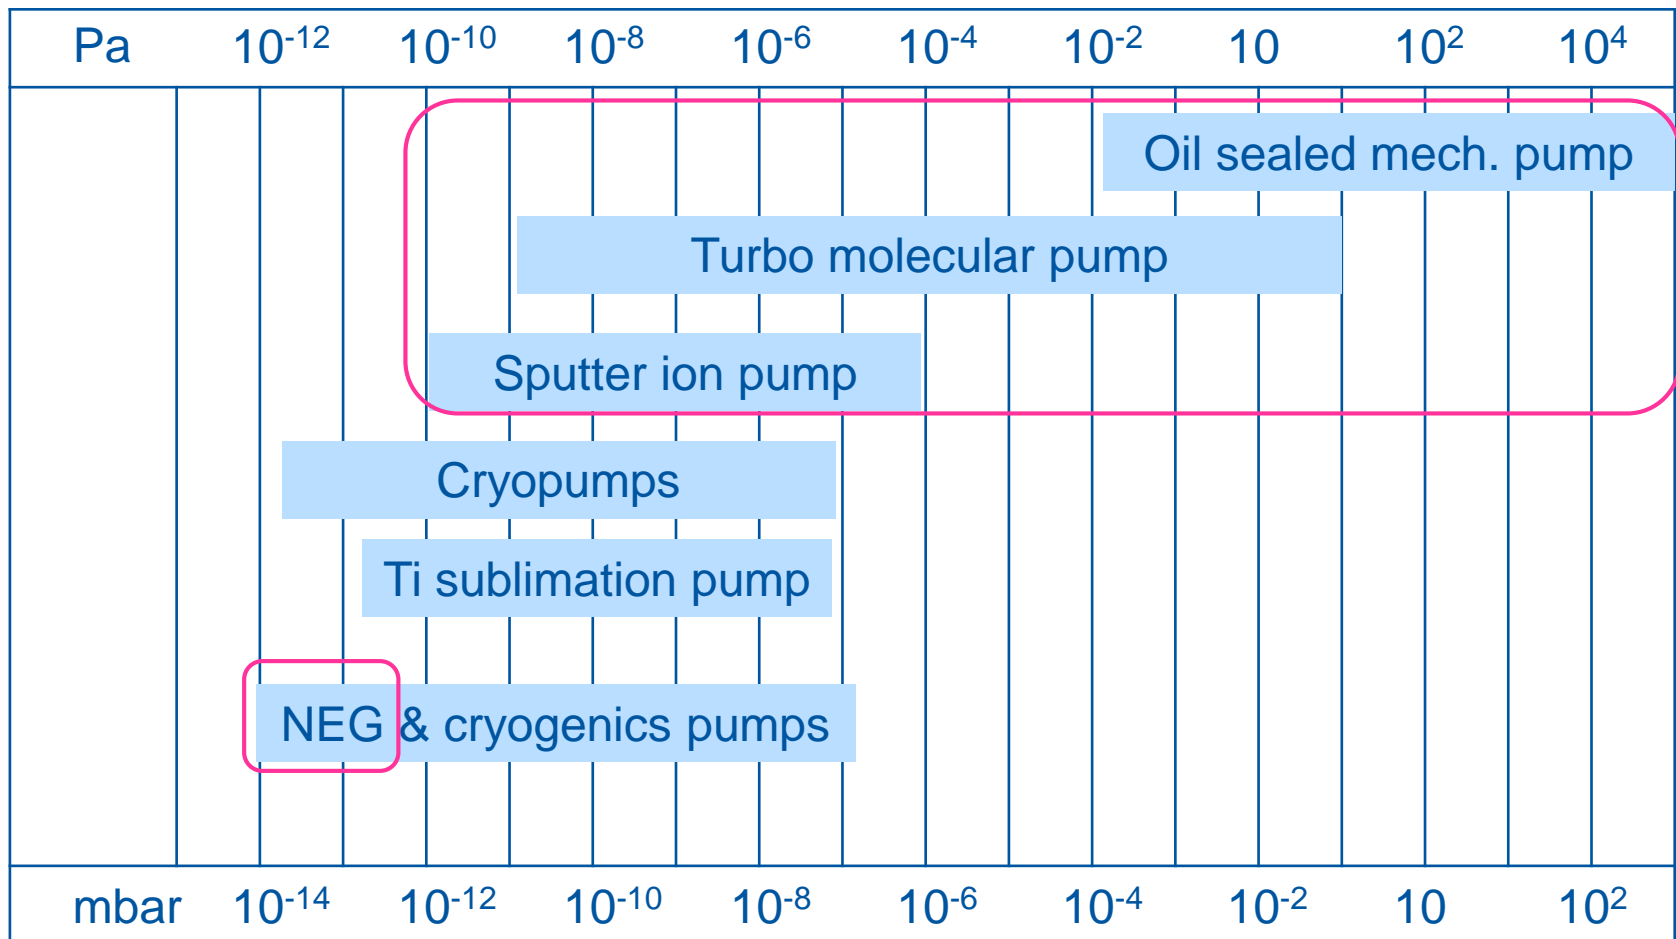 Pa 10⁻¹² 10⁻¹⁰ 10⁻⁸ 10⁻⁶ 10⁻⁴ 10⁻² 10 10² 10⁴
Oil sealed mech. pump
Turbo molecular pump
Sputter ion pump
Cryopumps
Ti sublimation pump
NEG & cryogenics pumps
mbar 10⁻¹⁴ 10⁻¹² 10⁻¹⁰ 10⁻⁸ 10⁻⁶ 10⁻⁴ 10⁻² 10 10²